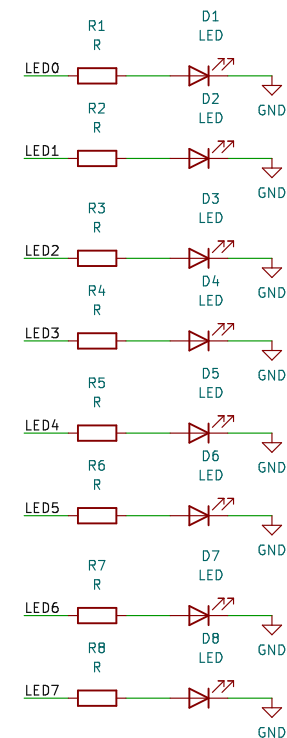 R1
R
D1
LED
LED0
GND
R2
R
D2
LED
LED1
GND
R3
R
D3
LED
LED2
GND
R4
R
D4
LED
LED3
GND
R5
R
D5
LED
LED4
GND
R6
R
D6
LED
LED5
GND
R7
R
D7
LED
LED6
GND
R8
R
D8
LED
LED7
GND